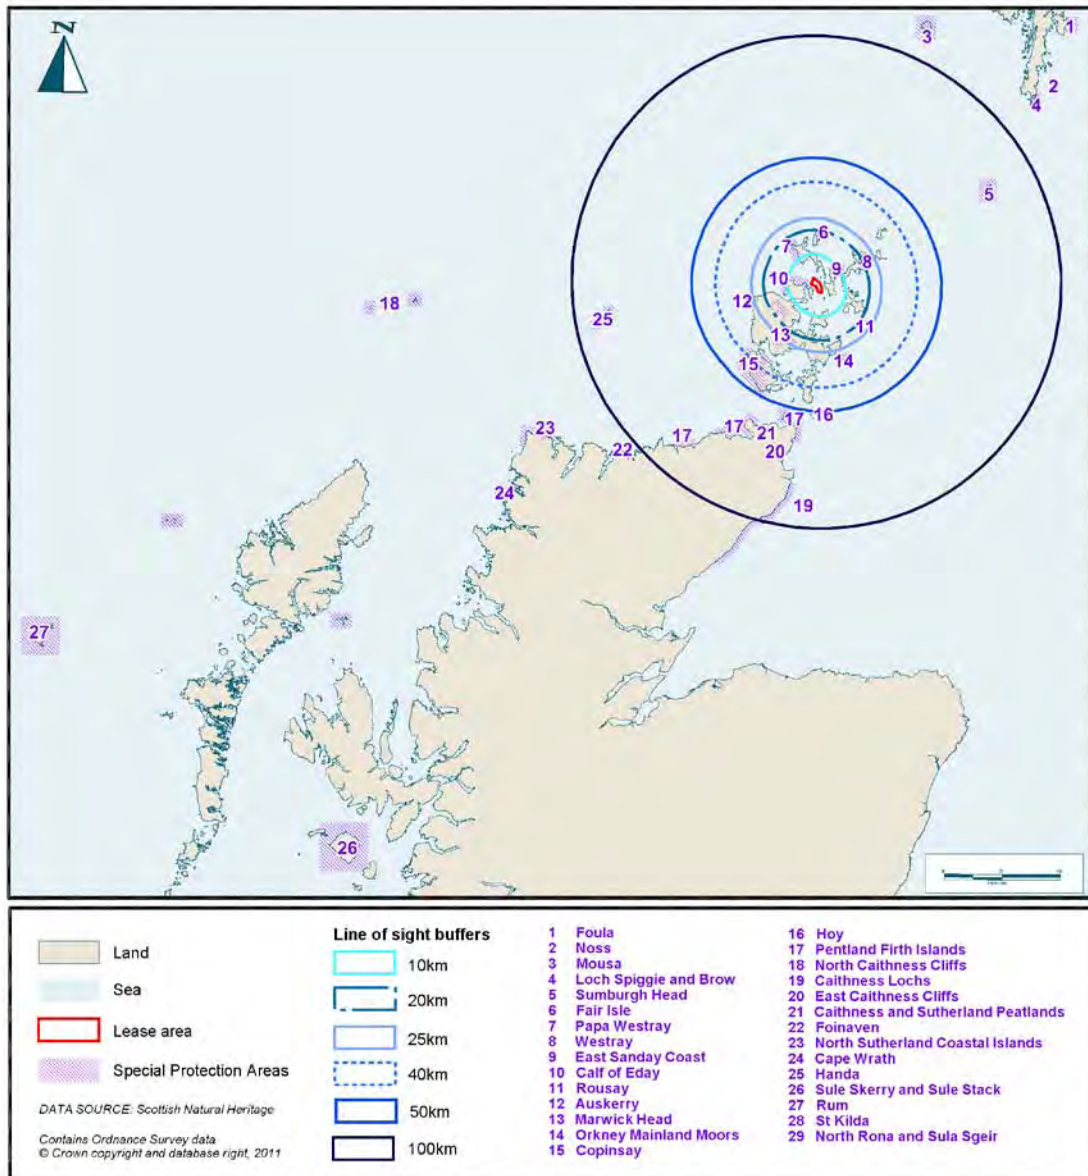 N
3
1
2
4
5
6
7
8
9
10
12
11
13
14
15
18
25
16
17
17
17
21
20
22
23
24
19
27
26
Land
Sea
Lease area
Special Protection Areas
DATA SOURCE: Scottish Natural Heritage
Contains Ordnance Survey data
© Crown copyright and database right, 2011
Line of sight buffers
10km
20km
25km
40km
50km
100km
1 Foula
2 Noss
3 Mousa
4 Loch Spiggie and Brow
5 Sumburgh Head
6 Fair Isle
7 Papa Westray
8 Westray
9 East Sanday Coast
10 Calf of Eday
11 Rousay
12 Auskerry
13 Marwick Head
14 Orkney Mainland Moors
15 Copinsay
16 Hoy
17 Pentland Firth Islands
18 North Caithness Cliffs
19 Caithness Lochs
20 East Caithness Cliffs
21 Caithness and Sutherland Peatlands
22 Foinaven
23 North Sutherland Coastal Islands
24 Cape Wrath
25 Handa
26 Sule Skerry and Sule Stack
27 Rum
28 St Kilda
29 North Rona and Sula Sgeir